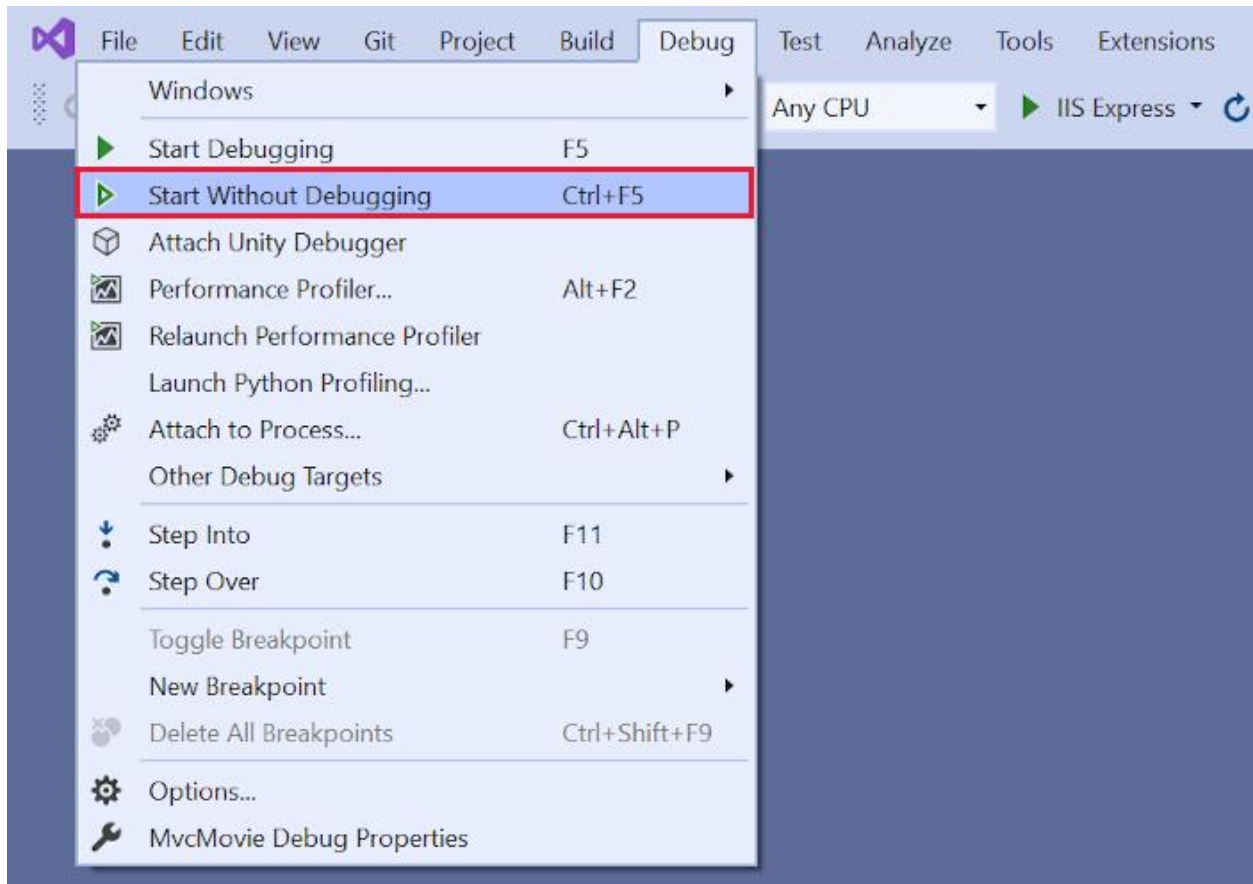 File Edit View Git Project Build Debug Test Analyze Tools Extensions
Windows
Any CPU IIS Express
Start Debugging F5
Start Without Debugging Ctrl+F5
Attach Unity Debugger
Performance Profiler... Alt+F2
Relaunch Performance Profiler
Launch Python Profiling...
Attach to Process... Ctrl+Alt+P
Other Debug Targets
Step Into F11
Step Over F10
Toggle Breakpoint F9
New Breakpoint
Delete All Breakpoints Ctrl+Shift+F9
Options...
MvcMovie Debug Properties